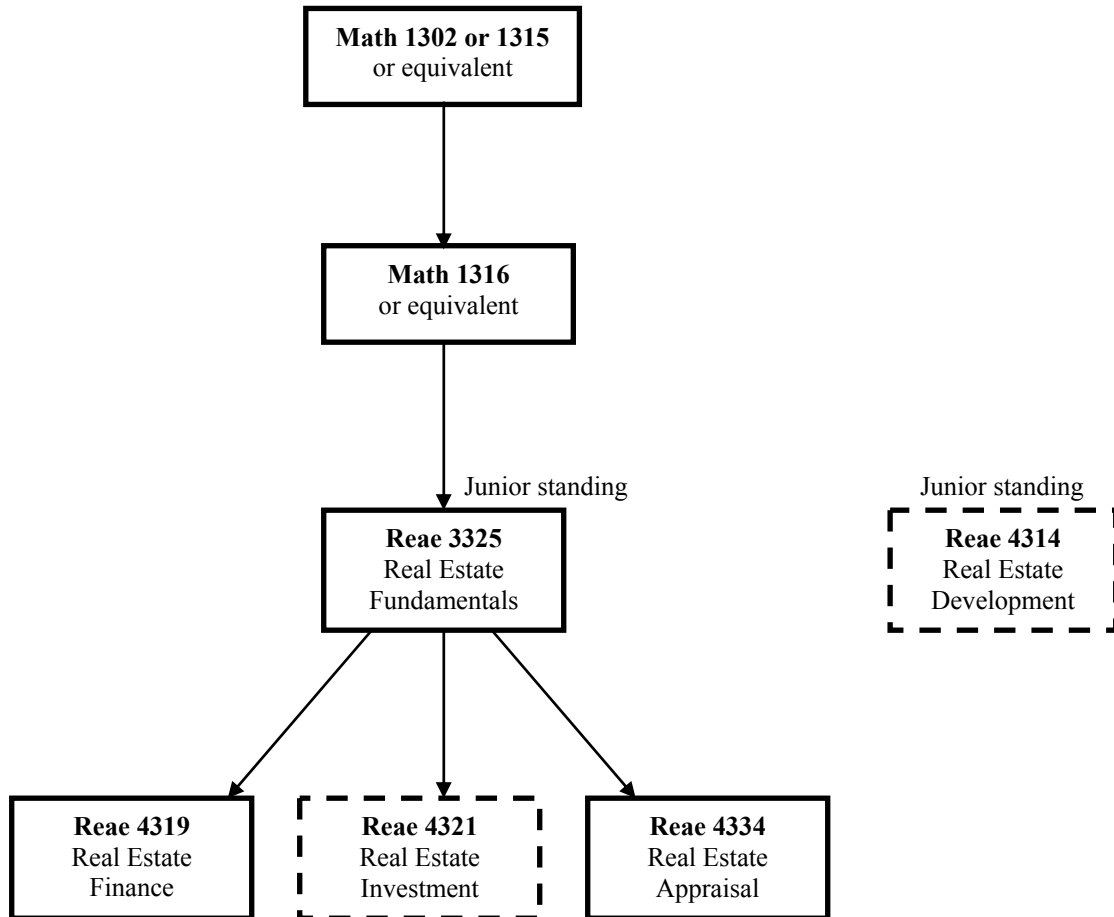 Math 1302 or 1315
or equivalent
Math 1316
or equivalent
Junior standing
Reae 3325
Real Estate
Fundamentals
Junior standing
Reae 4314
Real Estate
Development
Reae 4319
Real Estate
Finance
Reae 4321
Real Estate
Investment
Reae 4334
Real Estate
Appraisal